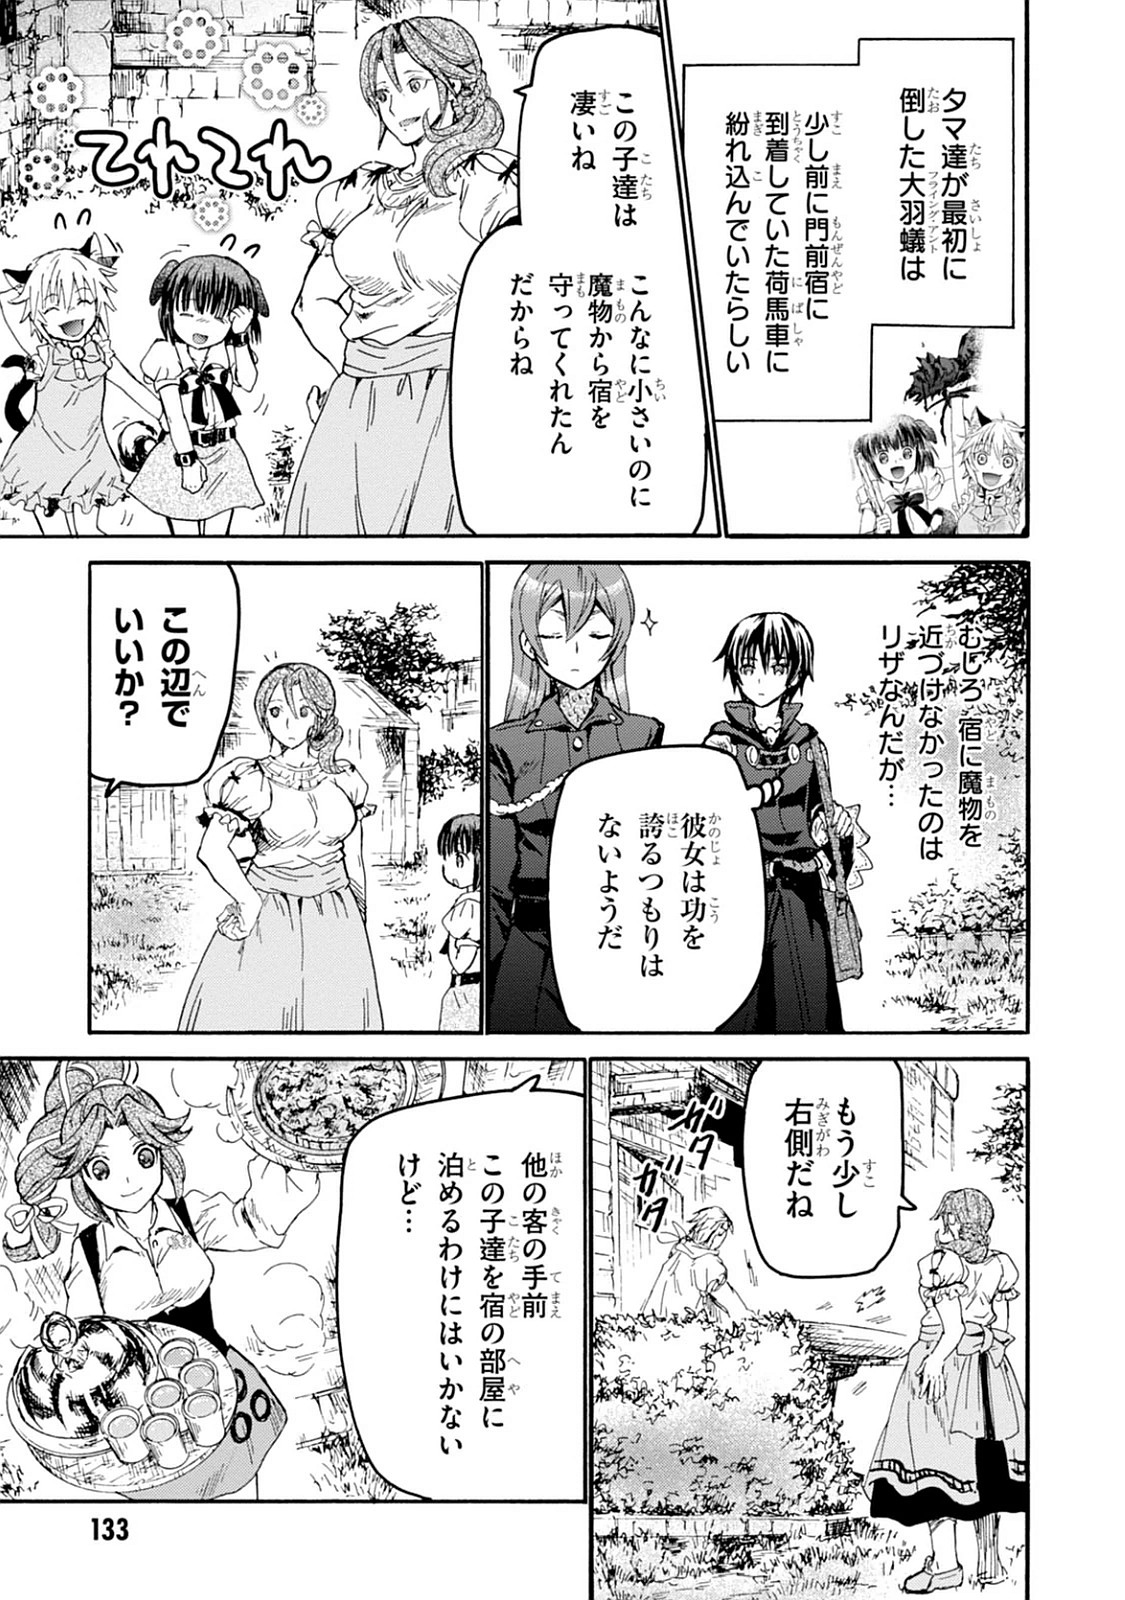 タマ達が最初に
倒した大羽蟻は
フライング・アント
少し前に門前宿に
到着していた荷馬車に
紛れ込んでいたらしい
この子達は
凄いね
こんなに小さいのに
魔物から宿を
守ってくれたん
だからね
てれてれ
むしろ宿に魔物を
近づけなかったのは
リザなんだが…
彼女は功を
誇るつもりは
ないようだ
この辺で
いいか?
もう少し
右側だね
ガタ
ガタ
他の客の手前
この子達を宿の部屋に
泊めるわけにはいかない
けど…
133